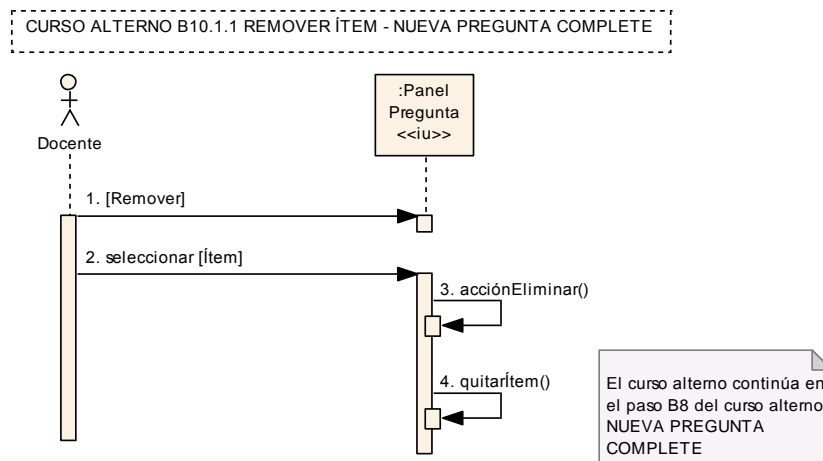 CURSO ALTERNO B10.1.1 REMOVER ÍTEM - NUEVA PREGUNTA COMPLETE
:Panel
Pregunta
<<iu>>
Docente
1. [Remover]
2. seleccionar [Ítem]
3. acciónEliminar()
4. quitarÍtem()
El curso alterno continúa en
el paso B8 del curso alterno
NUEVA PREGUNTA
COMPLETE